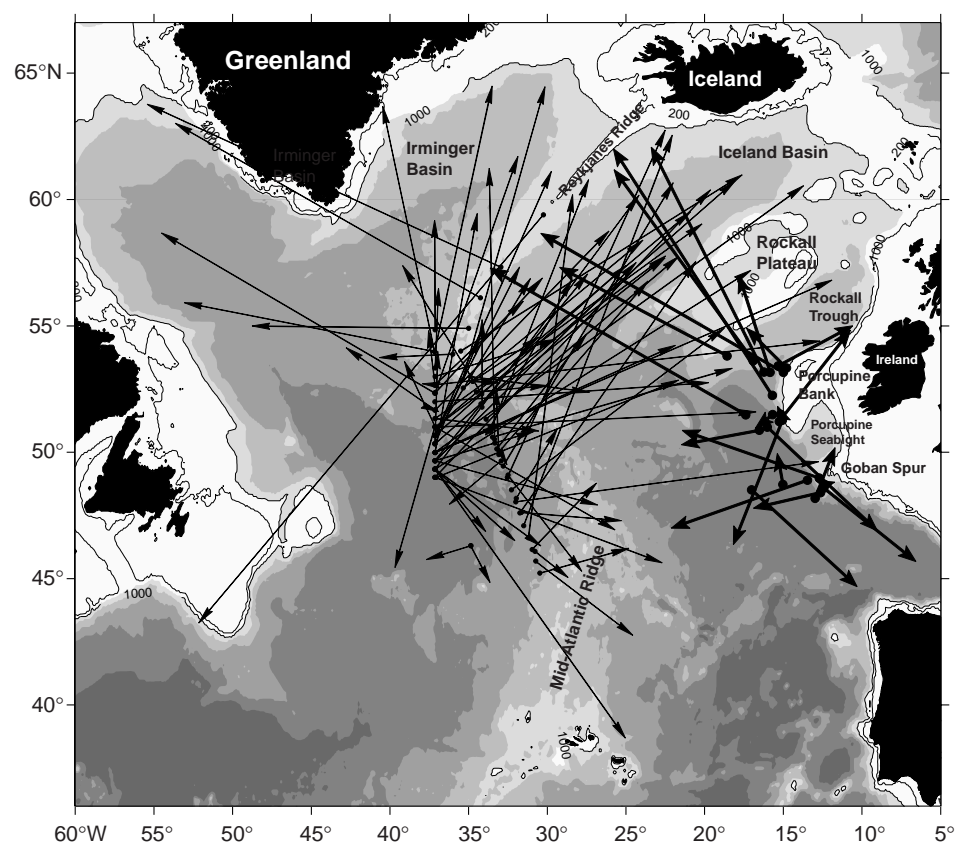 Greenland
Iceland
200
1000
1000
200
1000
200
Reykjanes Ridge
Irminger
Basin
Irminger
Basin
Iceland Basin
1000
1000
Rockall
Plateau
1000
Rockall
Trough
Ireland
Porcupine
Bank
Porcupine
Seabight
Goban Spur
1000
Mid-Atlantic Ridge
1000
65°N
60°
55°
50°
45°
40°
60°W
55°
50°
45°
40°
35°
30°
25°
20°
15°
10°
5°